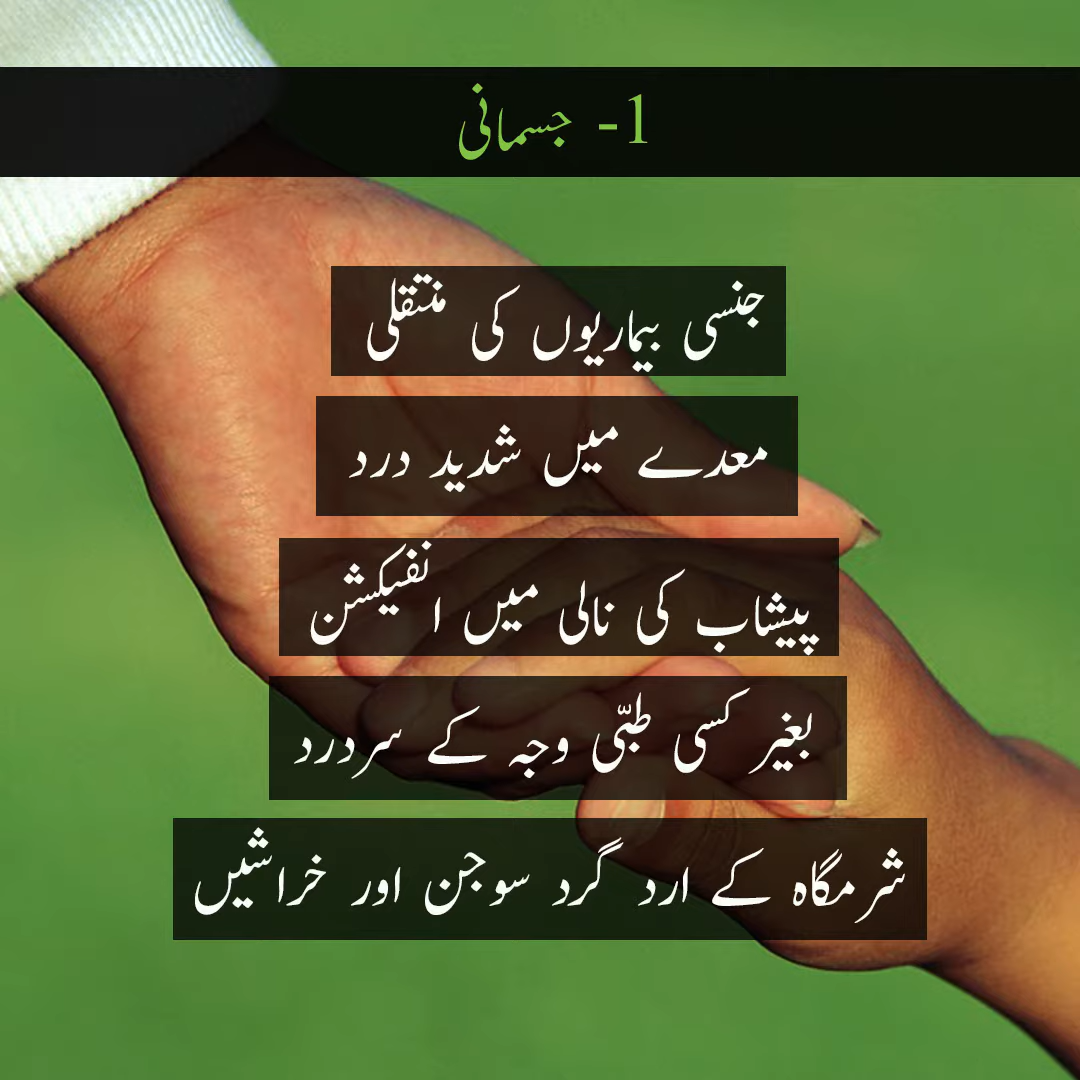 1- جسمانی
جنسی بیماریوں کی منتقلی
معدے میں شدید درد
پیشاب کی نالی میں انفیکشن
بغیر کسی طبّی وجہ کے سردرد
شرمگاہ کے ارد گرد سوجن اور خراشیں